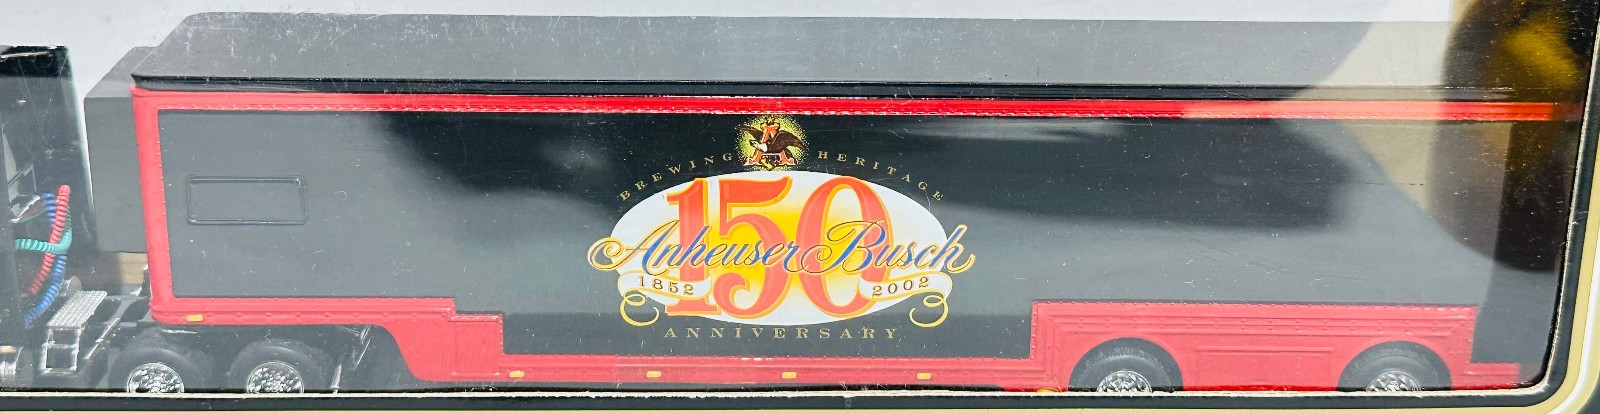 BREWING HERITAGE
150
Anheuser Busch
1852 2002
ANNIVERSARY